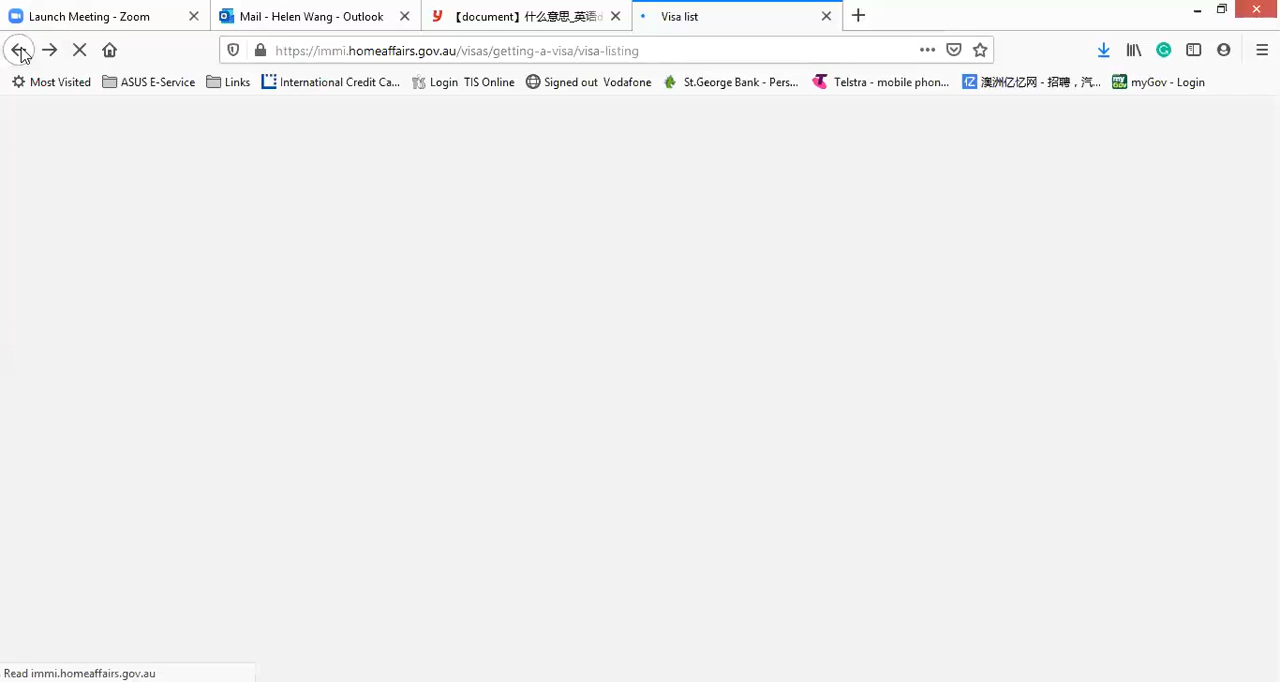 Launch Meeting - Zoom
Mail - Helen Wang - Outlook
【document】什么意思_英语
Visa list
https://immi.homeaffairs.gov.au/visas/getting-a-visa/visa-listing
Most Visited
ASUS E-Service
Links
International Credit Ca...
Login TIS Online
Signed out Vodafone
St.George Bank - Pers...
Telstra - mobile phon...
澳洲亿忆网 - 招聘，汽...
myGov - Login
Read immi.homeaffairs.gov.au